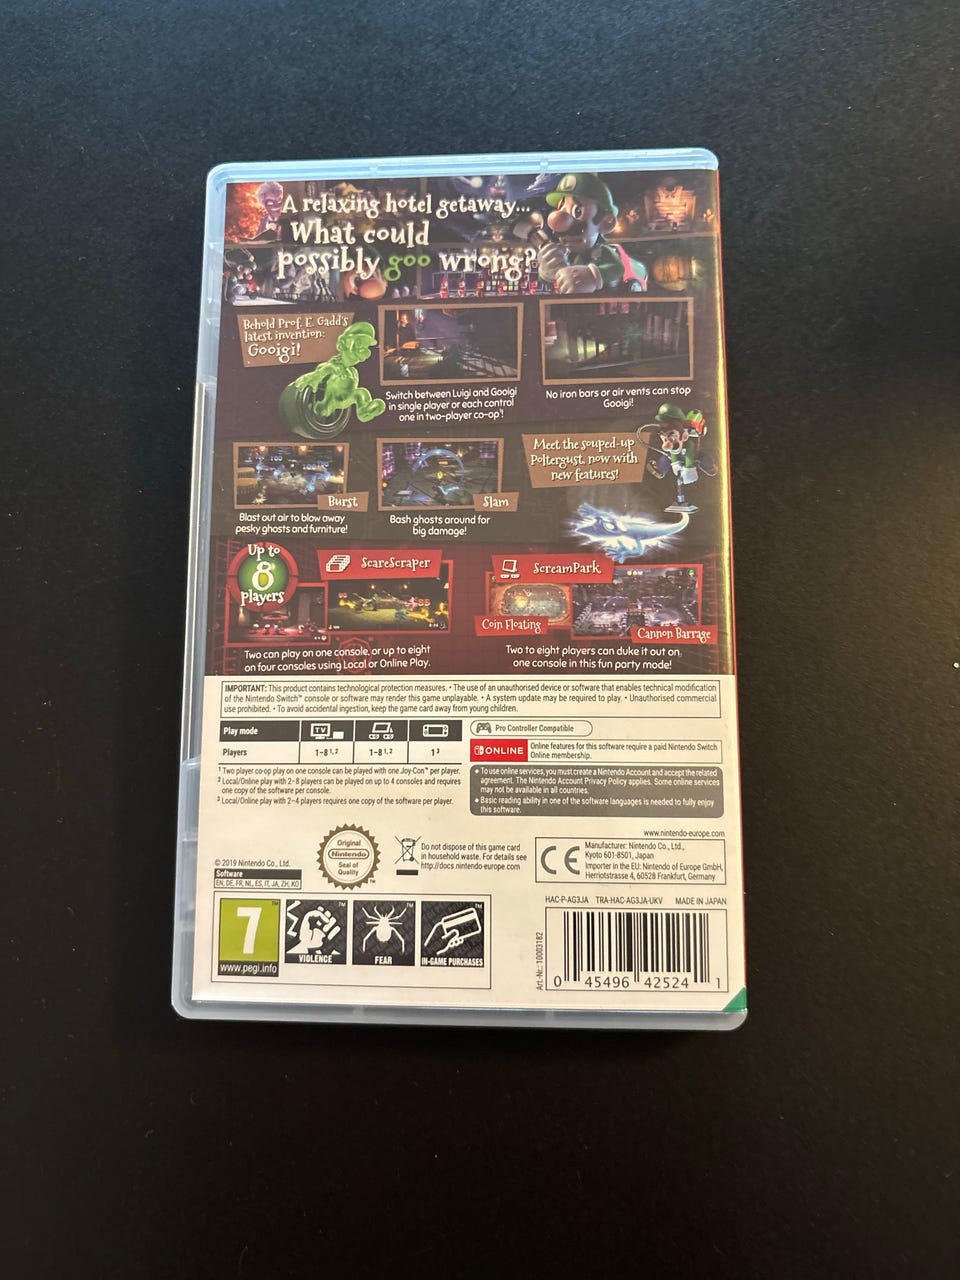 A relaxing hotel getaway...
What could
possibly goo wrong?
Behold Prof. E. Gadd's
latest invention:
Gooigi!
Switch between Luigi and Gooigi
in single player or each control
one in two-player co-op¹!
No iron bars or air vents can stop
Gooigi!
Meet the souped-up
Poltergust, now with
new features!
Burst
Blast out air to blow away
pesky ghosts and furniture!
Slam
Bash ghosts around for
big damage!
Up to
8
players
ScareScraper
Two can play on one console, or up to eight
on four consoles using Local or Online Play.
ScreamPark
Coin Floating
Cannon Barrage
Two to eight players can duke it out on
one console in this fun party mode!
IMPORTANT: This product contains technological protection measures. • The use of an unauthorised device or software that enables technical modification
of the Nintendo Switch™ console or software may render this game unplayable. • A system update may be required to play. • Unauthorised commercial
use prohibited. • To avoid accidental ingestion, keep the game card away from young children.
Play mode TV
Players 1–8¹,² 1–8¹,² 1³
Pro Controller Compatible
ONLINE
Online features for this software require a paid Nintendo Switch
Online membership.
¹ Two player co-op play on one console can be played with one Joy-Con™ per player.
² Local/Online play with 2–8 players can be played on up to 4 consoles and requires
one copy of the software per console.
³ Local/Online play with 2–4 players requires one copy of the software per player.
• To use online services, you must create a Nintendo Account and accept the related
agreement. The Nintendo Account Privacy Policy applies. Some online services
may not be available in all countries.
• Basic reading ability in one of the software languages is needed to fully enjoy
this software.
www.nintendo-europe.com
© 2019 Nintendo Co., Ltd.
Software
EN, DE, FR, NL, ES, IT, JA, ZH, KO
Original
Nintendo
Seal of
Quality
TM
Do not dispose of this game card
in household waste. For details see
http://docs.nintendo-europe.com
CE
Manufacturer: Nintendo Co., Ltd.,
Kyoto 601-8501, Japan
Importer in the EU: Nintendo of Europe GmbH,
Herriotstrasse 4, 60528 Frankfurt, Germany
HAC-P-AG3JA TRA-HAC-AG3JA-UKV MADE IN JAPAN
7
www.pegi.info
VIOLENCE
FEAR
IN-GAME PURCHASES
Art.-Nr.: 10003182
0 45496 42524 1